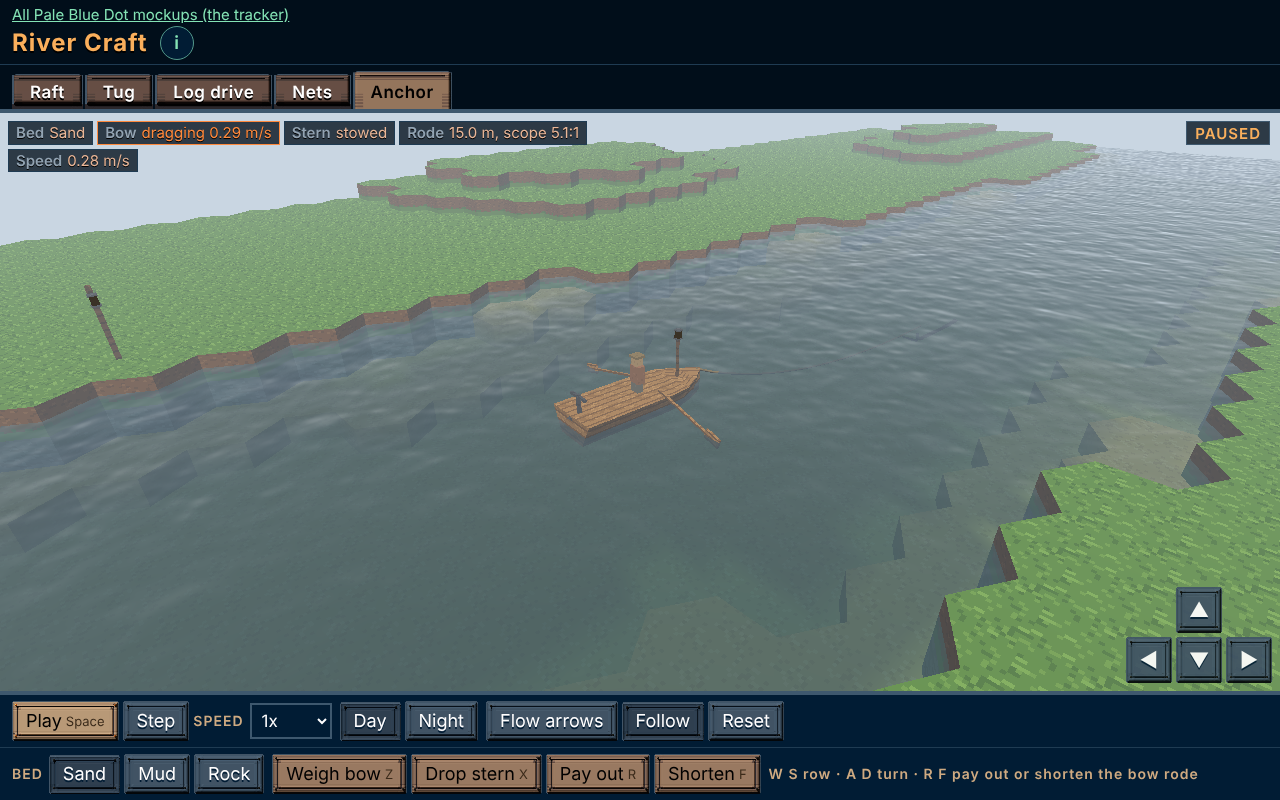 All Pale Blue Dot mockups (the tracker)
River Craft i
Raft Tug Log drive Nets Anchor
Bed Sand Bow dragging 0.29 m/s Stern stowed Rode 15.0 m, scope 5.1:1 PAUSED
Speed 0.28 m/s
Play Space Step SPEED 1x Day Night Flow arrows Follow Reset
BED Sand Mud Rock Weigh bow Z Drop stern X Pay out R Shorten F W S row · A D turn · R F pay out or shorten the bow rode